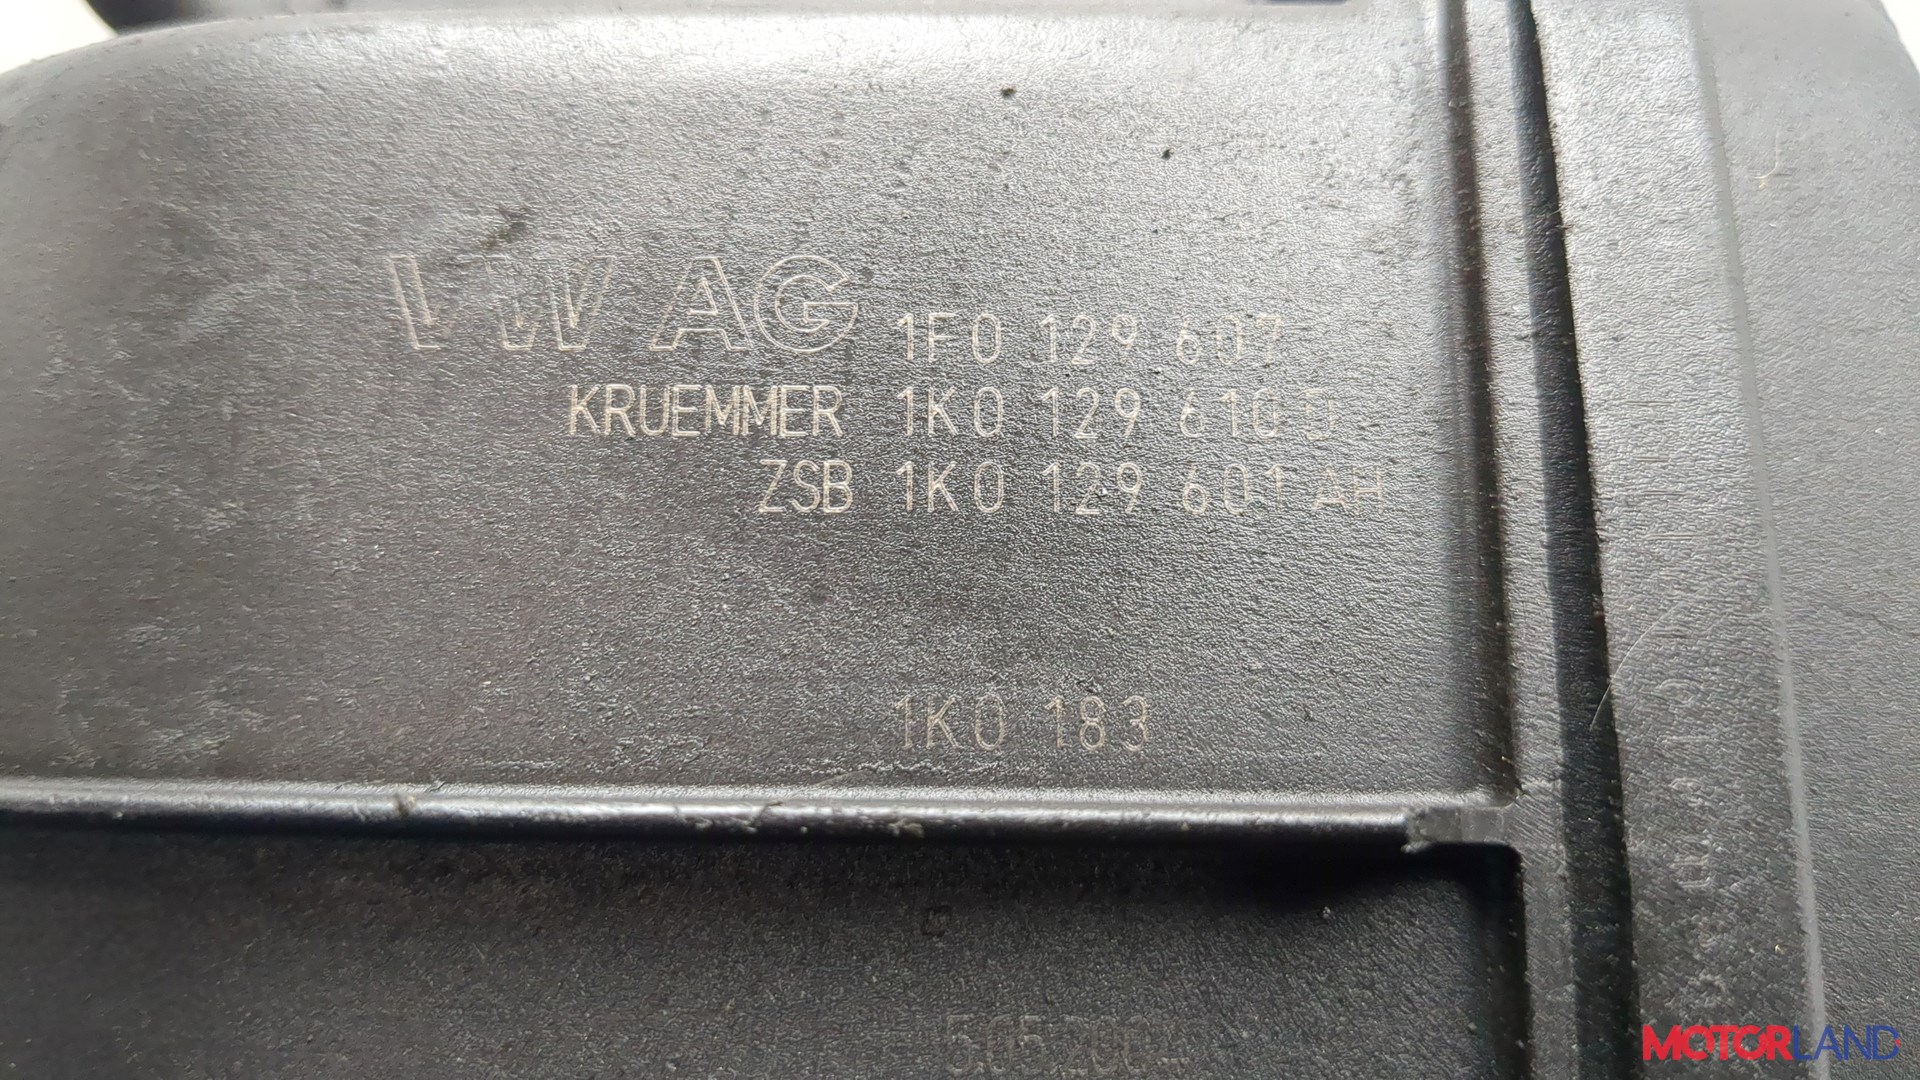 VW AG 1F0 129 607
KRUEMMER 1K0 129 610 D
ZSB 1K0 129 601 AH
1K0 183
MOTORLAND